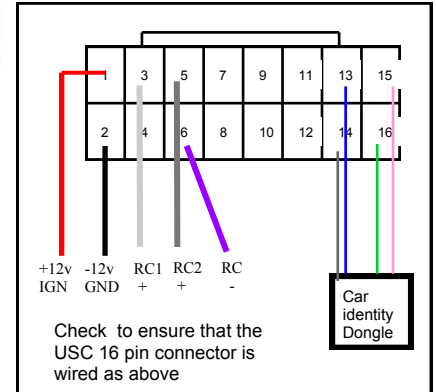 1 3 5 7 9 11 13 15
2 4 6 8 10 12 14 16
+12v -12v RC1 RC2 RC
IGN GND + + -
Car
identity
Dongle
Check to ensure that the
USC 16 pin connector is
wired as above